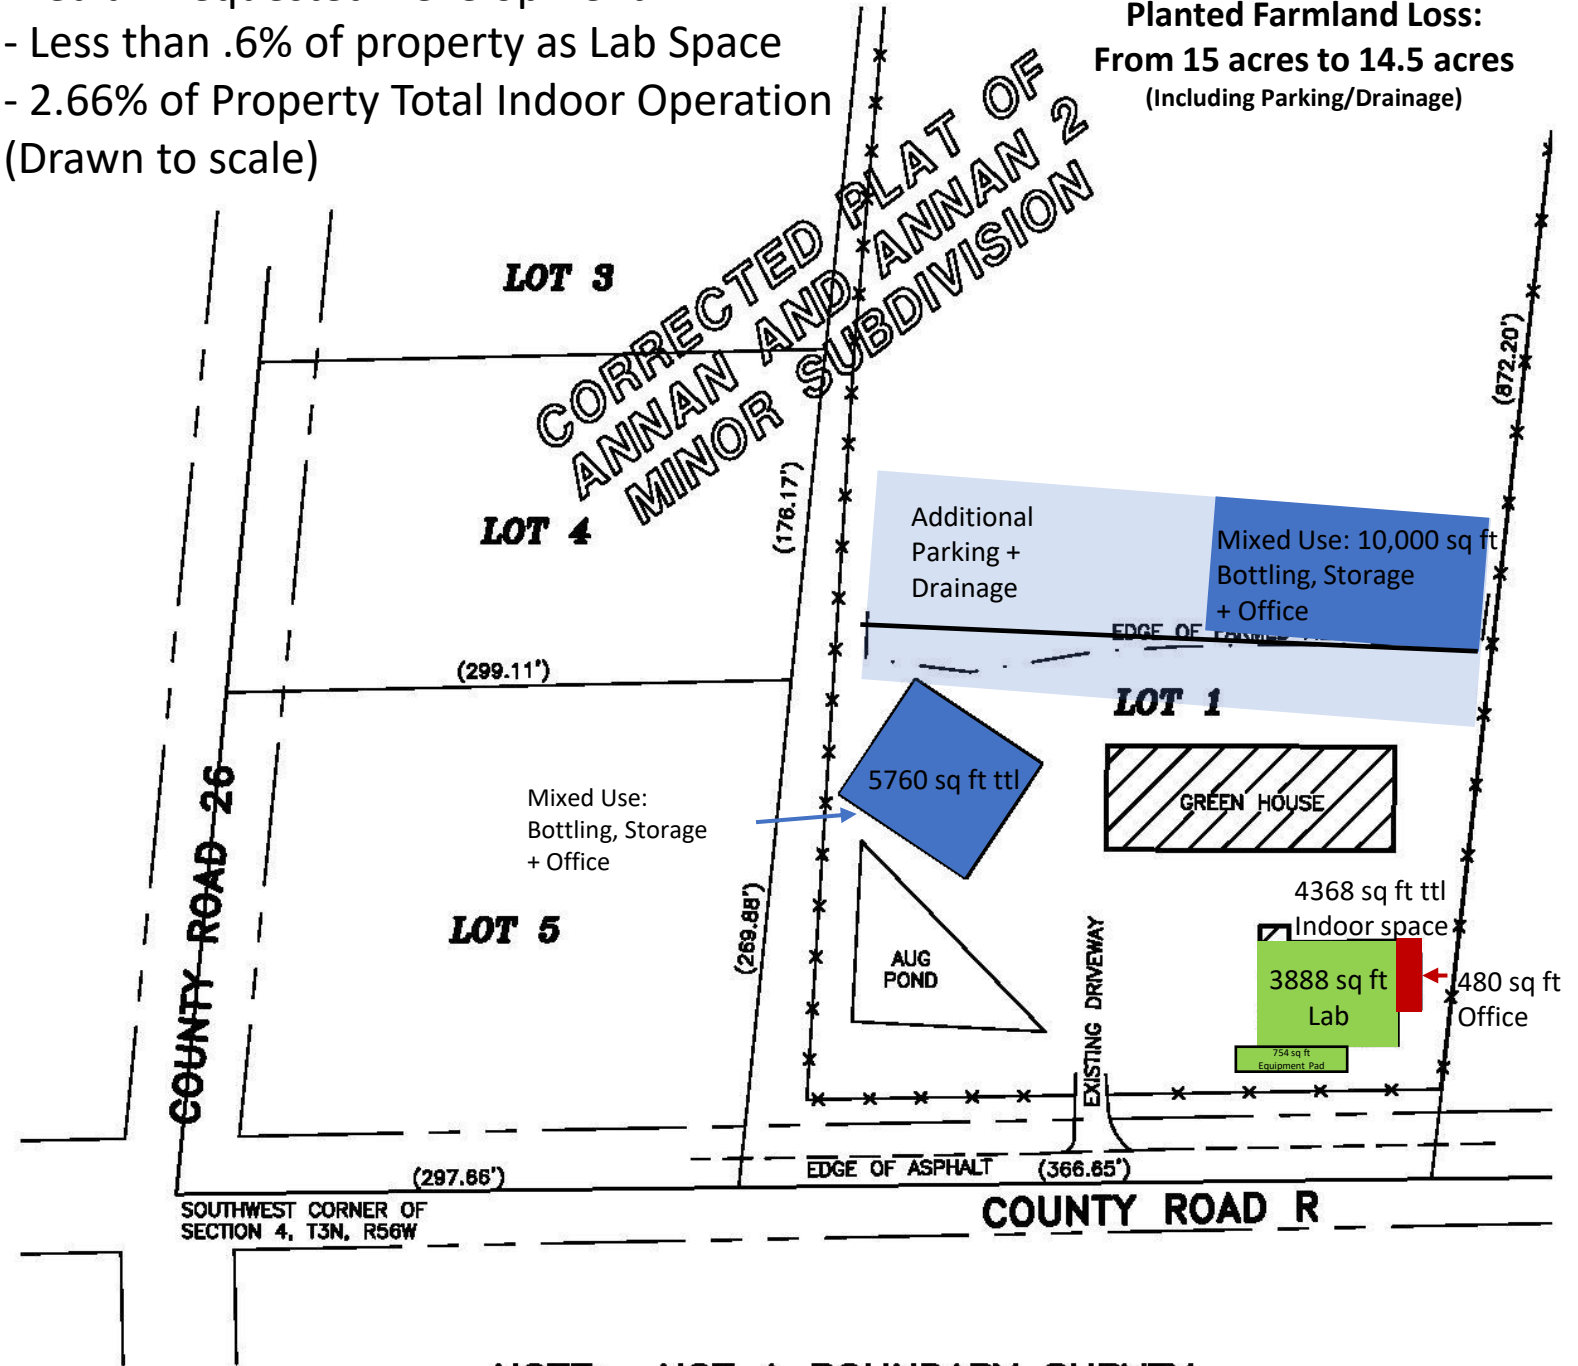 - Less than .6% of property as Lab Space
- 2.66% of Property Total Indoor Operation
(Drawn to scale)
Planted Farmland Loss:
From 15 acres to 14.5 acres
(Including Parking/Drainage)
CORRECTED PLAT OF
ANNAN AND ANNAN 2
MINOR SUBDIVISION
LOT 3
(872.20')
LOT 4
(176.17')
Additional
Parking +
Drainage
Mixed Use: 10,000 sq ft
Bottling, Storage
+ Office
EDGE OF FARMED
(299.11')
LOT 1
5760 sq ft ttl
GREEN HOUSE
Mixed Use:
Bottling, Storage
+ Office
COUNTY ROAD 26
LOT 5
(269.88')
AUG
POND
EXISTING DRIVEWAY
4368 sq ft ttl
Indoor space
3888 sq ft
Lab
480 sq ft
Office
754 sq ft
Equipment Pad
(297.66')
EDGE OF ASPHALT
(366.65')
SOUTHWEST CORNER OF
SECTION 4, T3N, R56W
COUNTY ROAD R